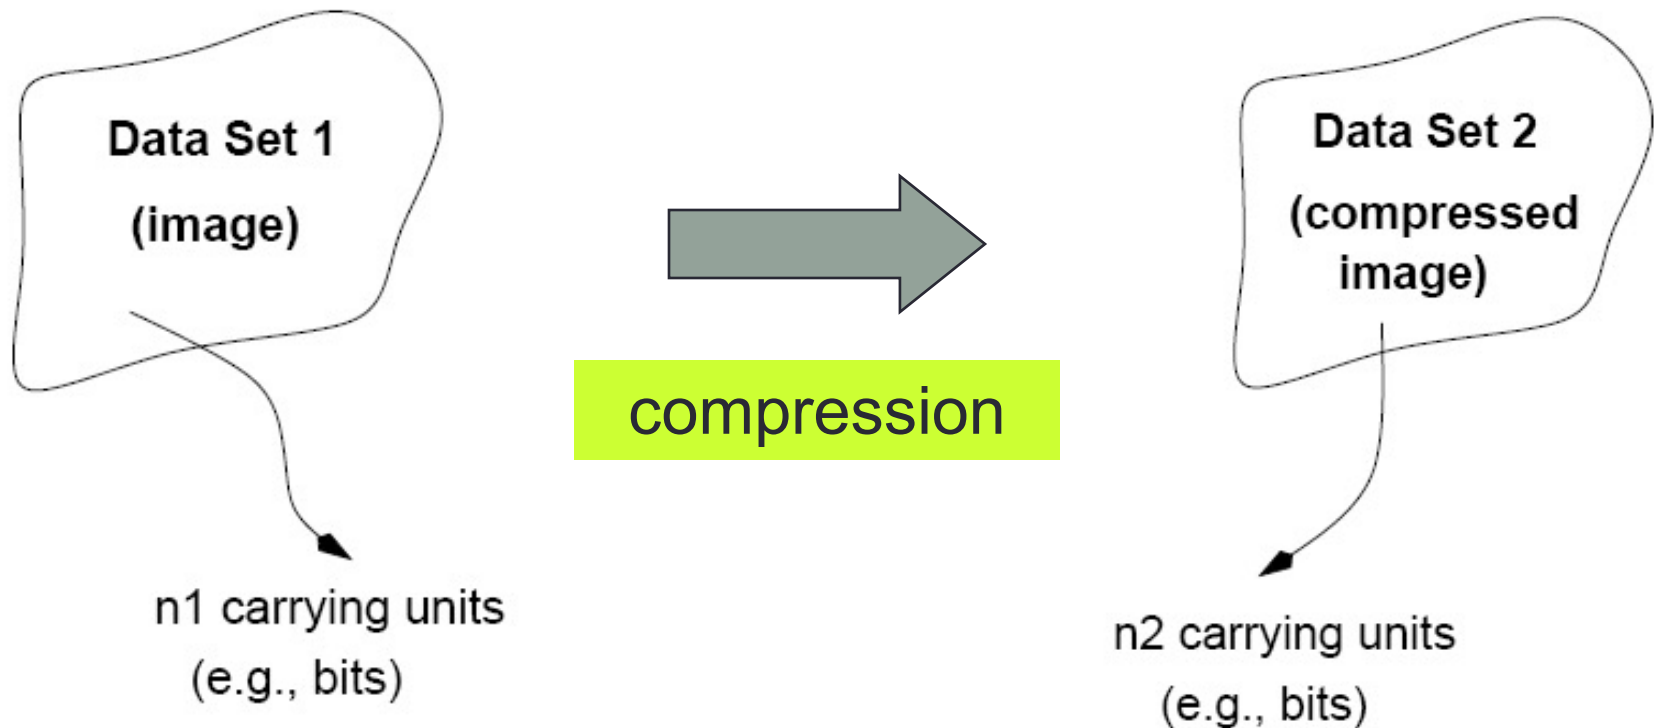 Data Set 1
(image)
n1 carrying units
(e.g., bits)
compression
Data Set 2
(compressed
image)
n2 carrying units
(e.g., bits)